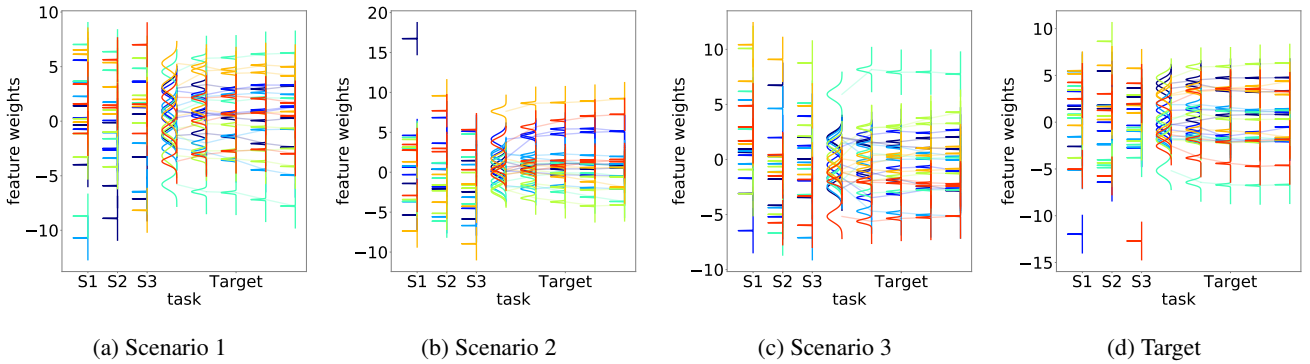 10
5
0
−5
−10
feature weights
S1 S2 S3 Target
task
(a) Scenario 1
20
15
10
5
0
−5
−10
feature weights
S1 S2 S3 Target
task
(b) Scenario 2
10
5
0
−5
−10
feature weights
S1 S2 S3 Target
task
(c) Scenario 3
10
5
0
−5
−10
−15
feature weights
S1 S2 S3 Target
task
(d) Target